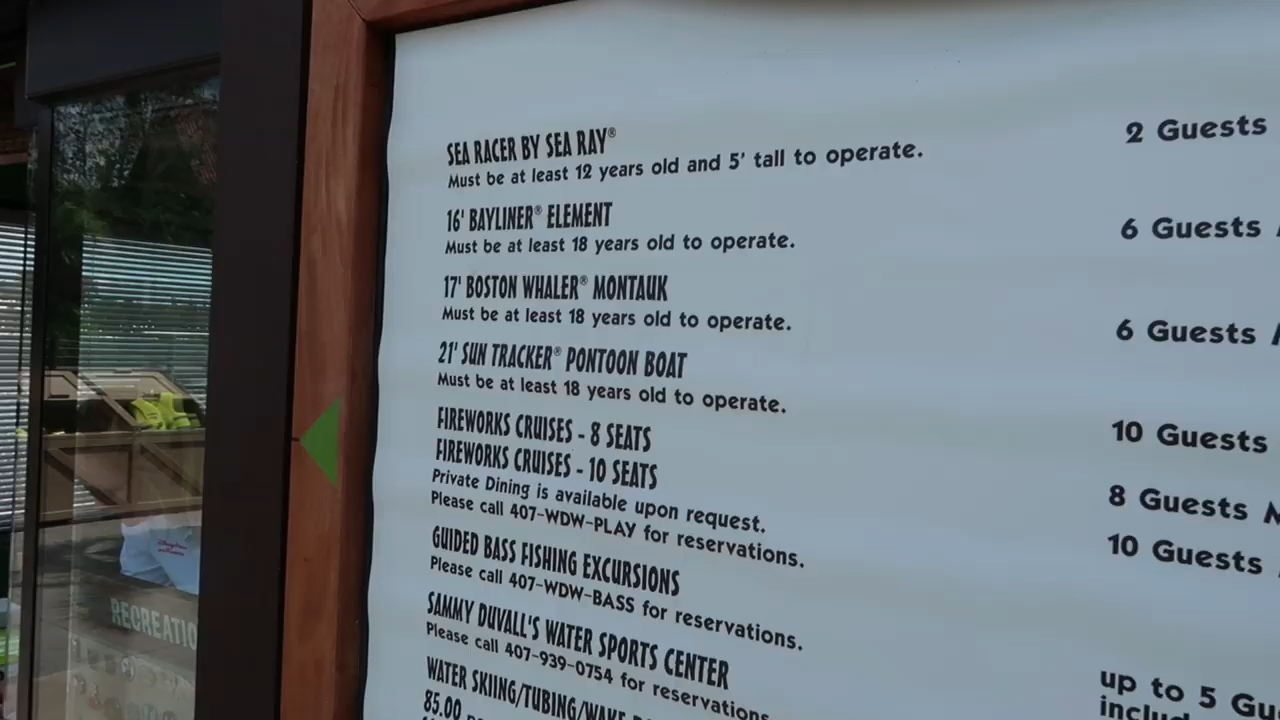 SEA RACER BY SEA RAY®
Must be at least 12 years old and 5' tall to operate.
2 Guests
16' BAYLINER® ELEMENT
Must be at least 18 years old to operate.
6 Guests
17' BOSTON WHALER® MONTAUK
Must be at least 18 years old to operate.
6 Guests
21' SUN TRACKER® PONTOON BOAT
Must be at least 18 years old to operate.
10 Guests
FIREWORKS CRUISES - 8 SEATS
8 Guests M
FIREWORKS CRUISES - 10 SEATS
10 Guests
Private Dining is available upon request.
Please call 407-WDW-PLAY for reservations.
GUIDED BASS FISHING EXCURSIONS
Please call 407-WDW-BASS for reservations.
SAMMY DUVALL'S WATER SPORTS CENTER
Please call 407-939-0754 for reservations
up to 5 Gu
includ
WATER SKIING/TUBING/WAKE
85.00
RECREATIO